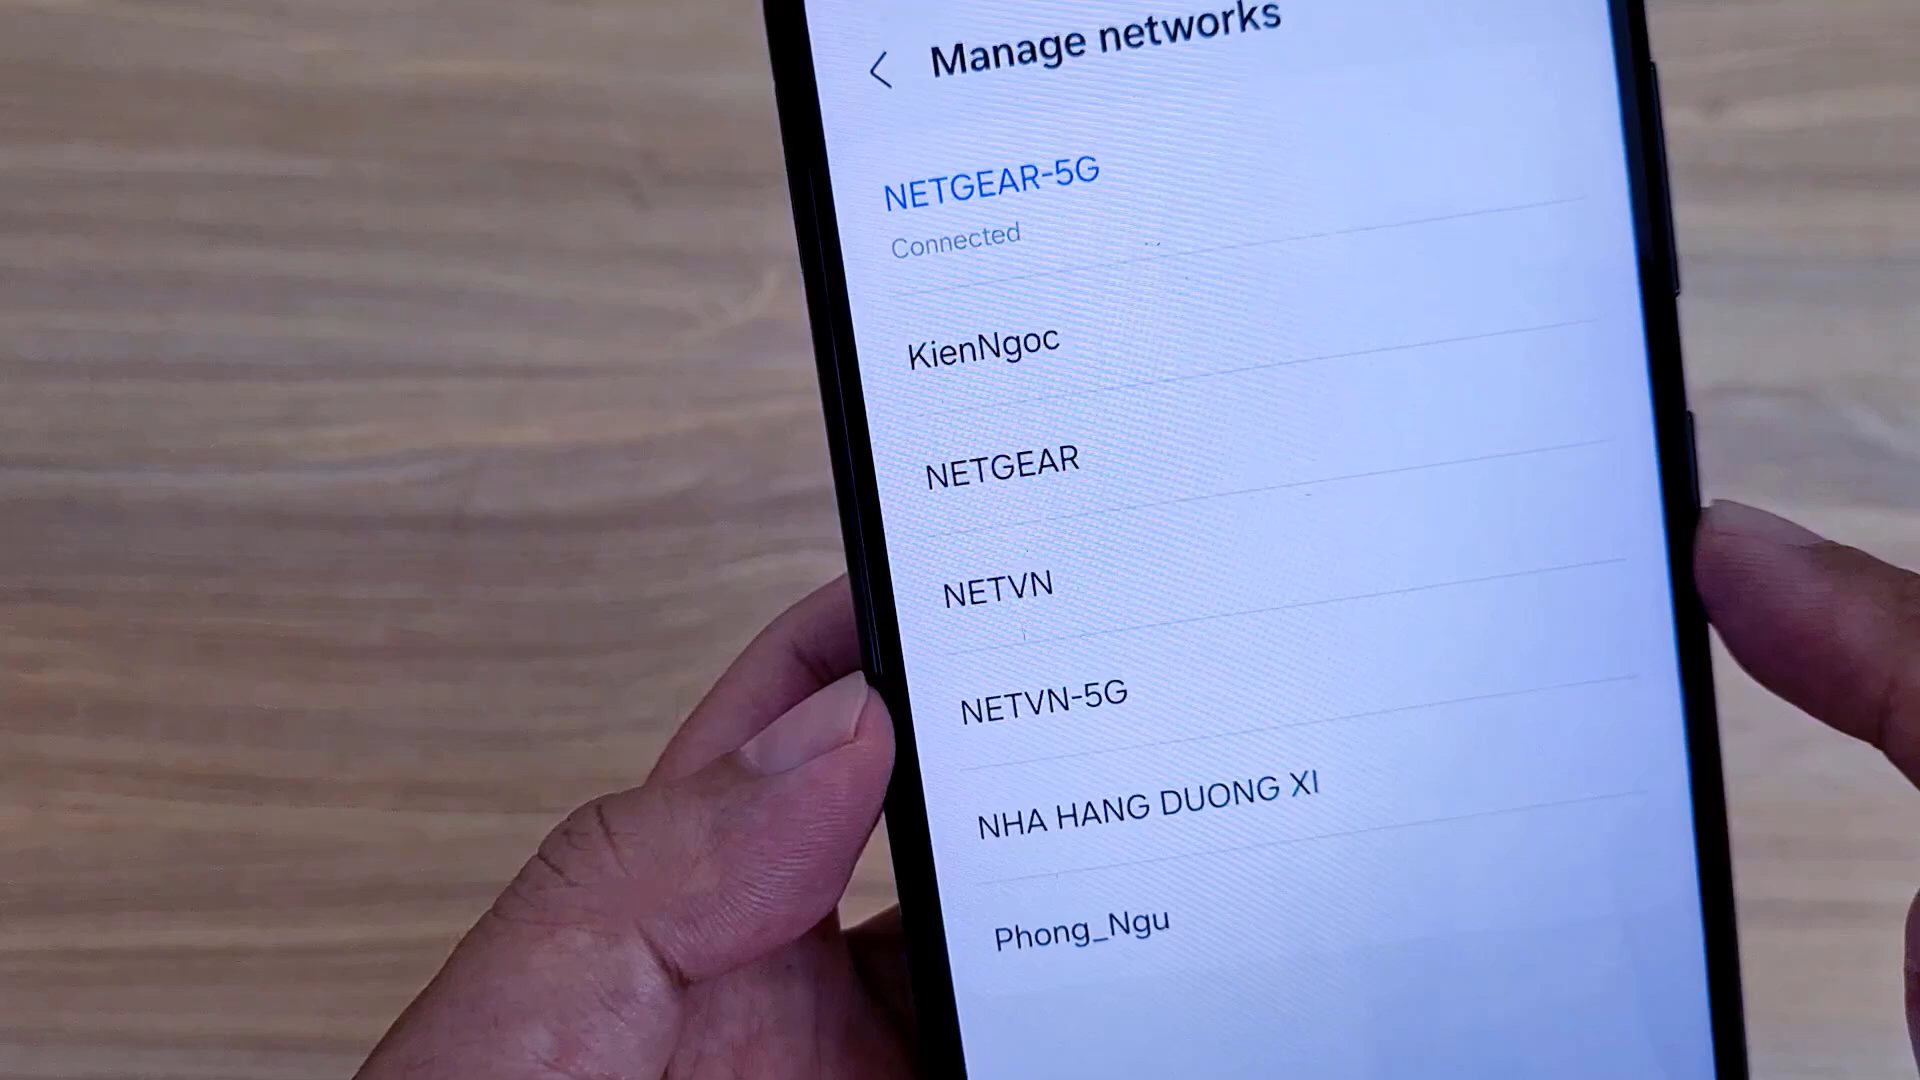 Manage networks
NETGEAR-5G
Connected
KienNgoc
NETGEAR
NETVN
NETVN-5G
NHA HANG DUONG XI
Phong_Ngu